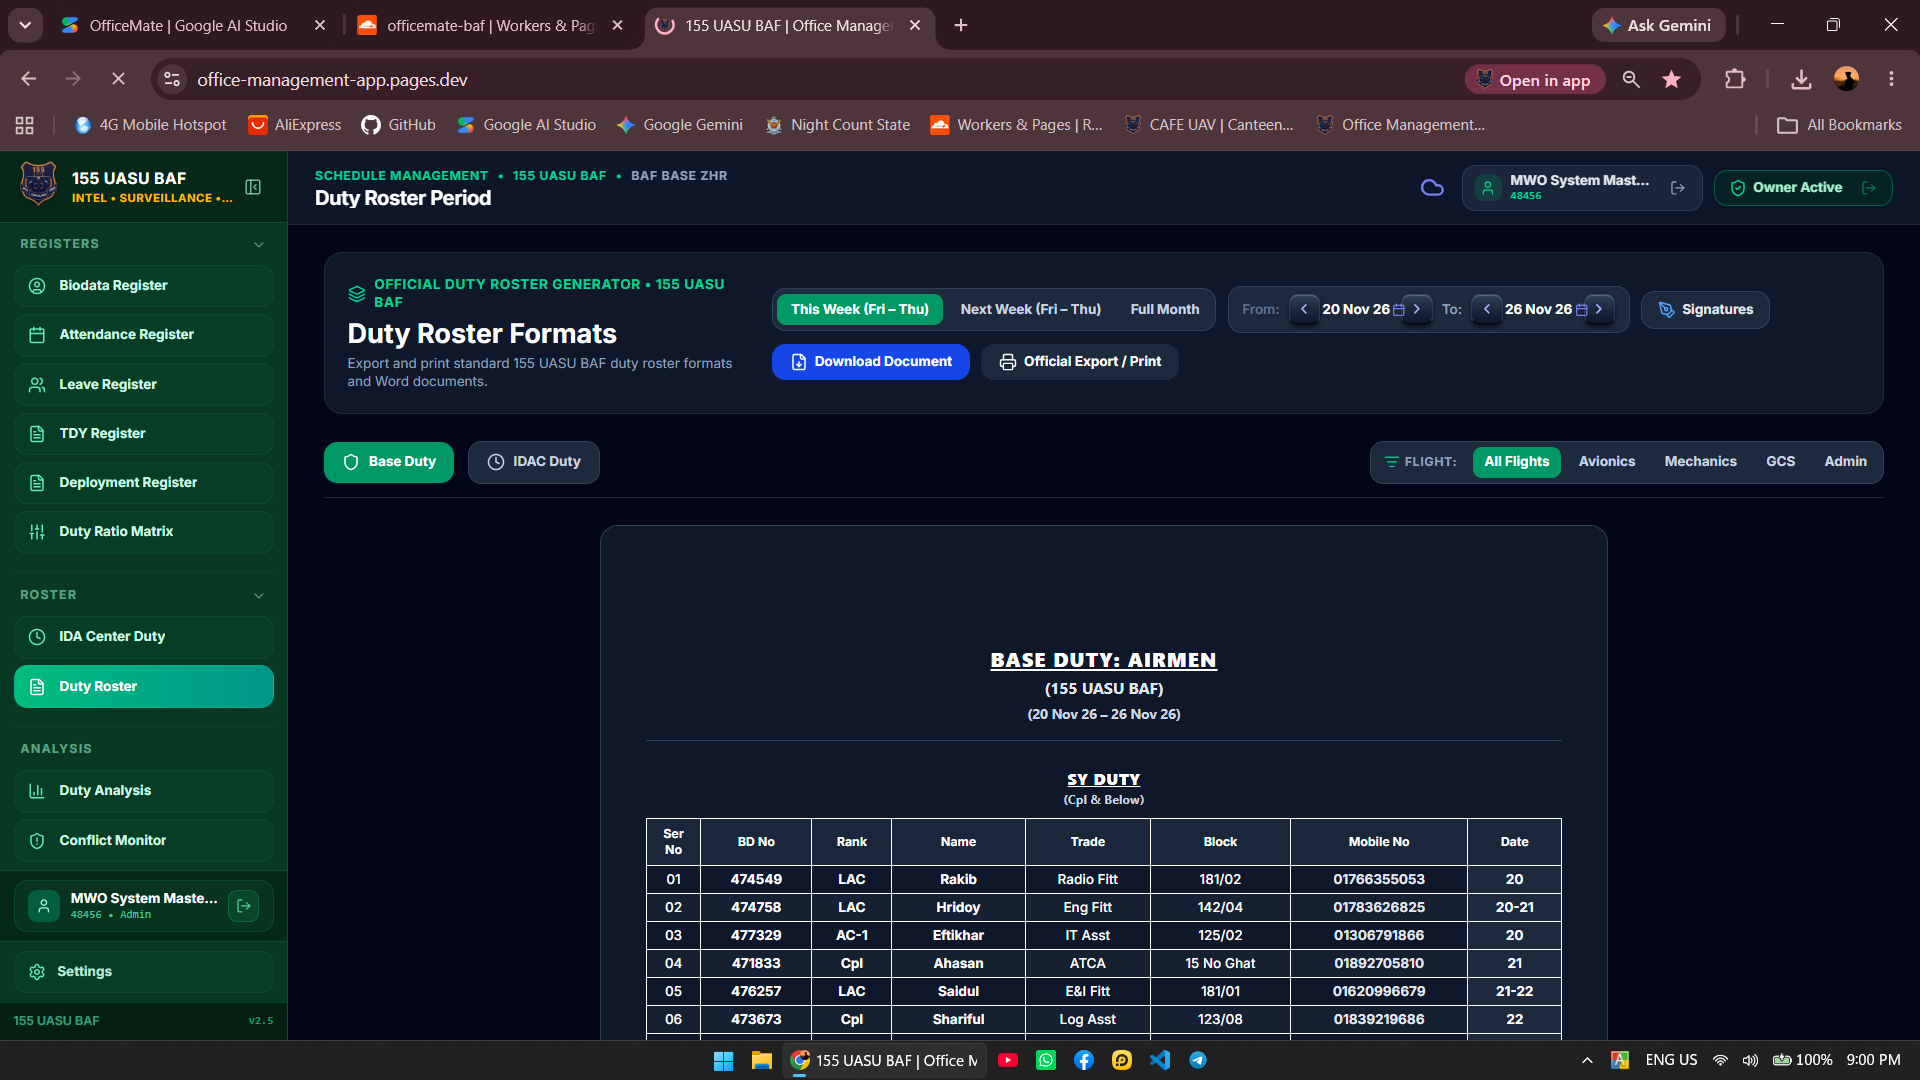 OfficeMate | Google AI Studio
officemate-baf | Workers & Pag
155 UASU BAF | Office Manage
Ask Gemini
office-management-app.pages.dev
Open in app
4G Mobile Hotspot
AliExpress
GitHub
Google AI Studio
Google Gemini
Night Count State
Workers & Pages | R...
CAFE UAV | Canteen...
Office Management...
All Bookmarks
155 UASU BAF
INTEL • SURVEILLANCE •...
SCHEDULE MANAGEMENT • 155 UASU BAF • BAF BASE ZHR
Duty Roster Period
MWO System Mast...
48456
Owner Active
REGISTERS
Biodata Register
Attendance Register
Leave Register
TDY Register
Deployment Register
Duty Ratio Matrix
ROSTER
IDA Center Duty
Duty Roster
ANALYSIS
Duty Analysis
Conflict Monitor
MWO System Maste...
48456 • Admin
Settings
155 UASU BAF
v2.5
OFFICIAL DUTY ROSTER GENERATOR • 155 UASU
BAF
Duty Roster Formats
Export and print standard 155 UASU BAF duty roster formats
and Word documents.
This Week (Fri – Thu)
Next Week (Fri – Thu)
Full Month
From: 20 Nov 26 To: 26 Nov 26
Signatures
Download Document
Official Export / Print
Base Duty
IDAC Duty
FLIGHT: All Flights Avionics Mechanics GCS Admin
BASE DUTY: AIRMEN
(155 UASU BAF)
(20 Nov 26 – 26 Nov 26)
SY DUTY
(Cpl & Below)
Ser No BD No Rank Name Trade Block Mobile No Date
01 474549 LAC Rakib Radio Fitt 181/02 01766355053 20
02 474758 LAC Hridoy Eng Fitt 142/04 01783626825 20-21
03 477329 AC-1 Eftikhar IT Asst 125/02 01306791866 20
04 471833 Cpl Ahasan ATCA 15 No Ghat 01892705810 21
05 476257 LAC Saidul E&I Fitt 181/01 01620996679 21-22
06 473673 Cpl Shariful Log Asst 123/08 01839219686 22
155 UASU BAF | Office M
ENG US
100%
9:00 PM